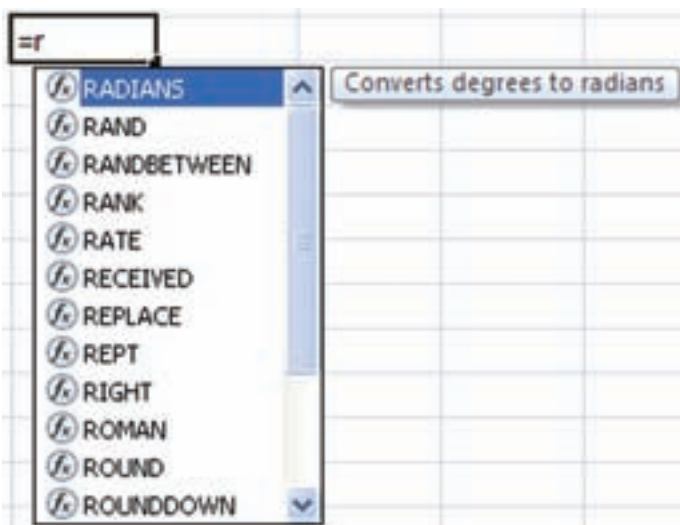 =r
RADIANS
Converts degrees to radians
RAND
RANDBETWEEN
RANK
RATE
RECEIVED
REPLACE
REPT
RIGHT
ROMAN
ROUND
ROUNDDOWN